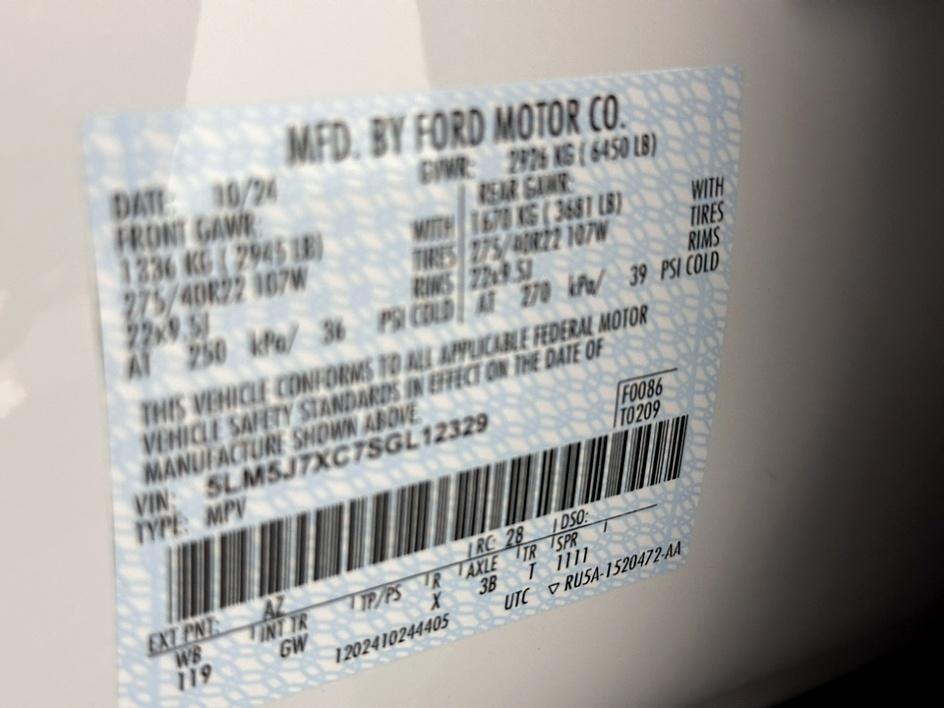 MFD. BY FORD MOTOR CO.
DATE: 10/24 GVWR: 2926 KG ( 6450 LB)
FRONT GAWR: REAR GAWR:
1336 KG ( 2945 LB) WITH 1670 KG ( 3681 LB) WITH
275/40R22 107W TIRES 275/40R22 107W TIRES
22x9.5J RIMS 22x9.5J RIMS
AT 250 kPa/ 36 PSI COLD AT 270 kPa/ 39 PSI COLD
THIS VEHICLE CONFORMS TO ALL APPLICABLE FEDERAL MOTOR
VEHICLE SAFETY STANDARDS IN EFFECT ON THE DATE OF
MANUFACTURE SHOWN ABOVE.
VIN: 5LM5J7XC7SGL12329 F0086
TYPE: MPV T0209
EXT PNT: AZ RC: 28 DSO:
WB INT TR TP/PS R AXLE TR SPR
119 GW X 3B T 1111
1202410244405 UTC ▽ RU5A-1520472-AA